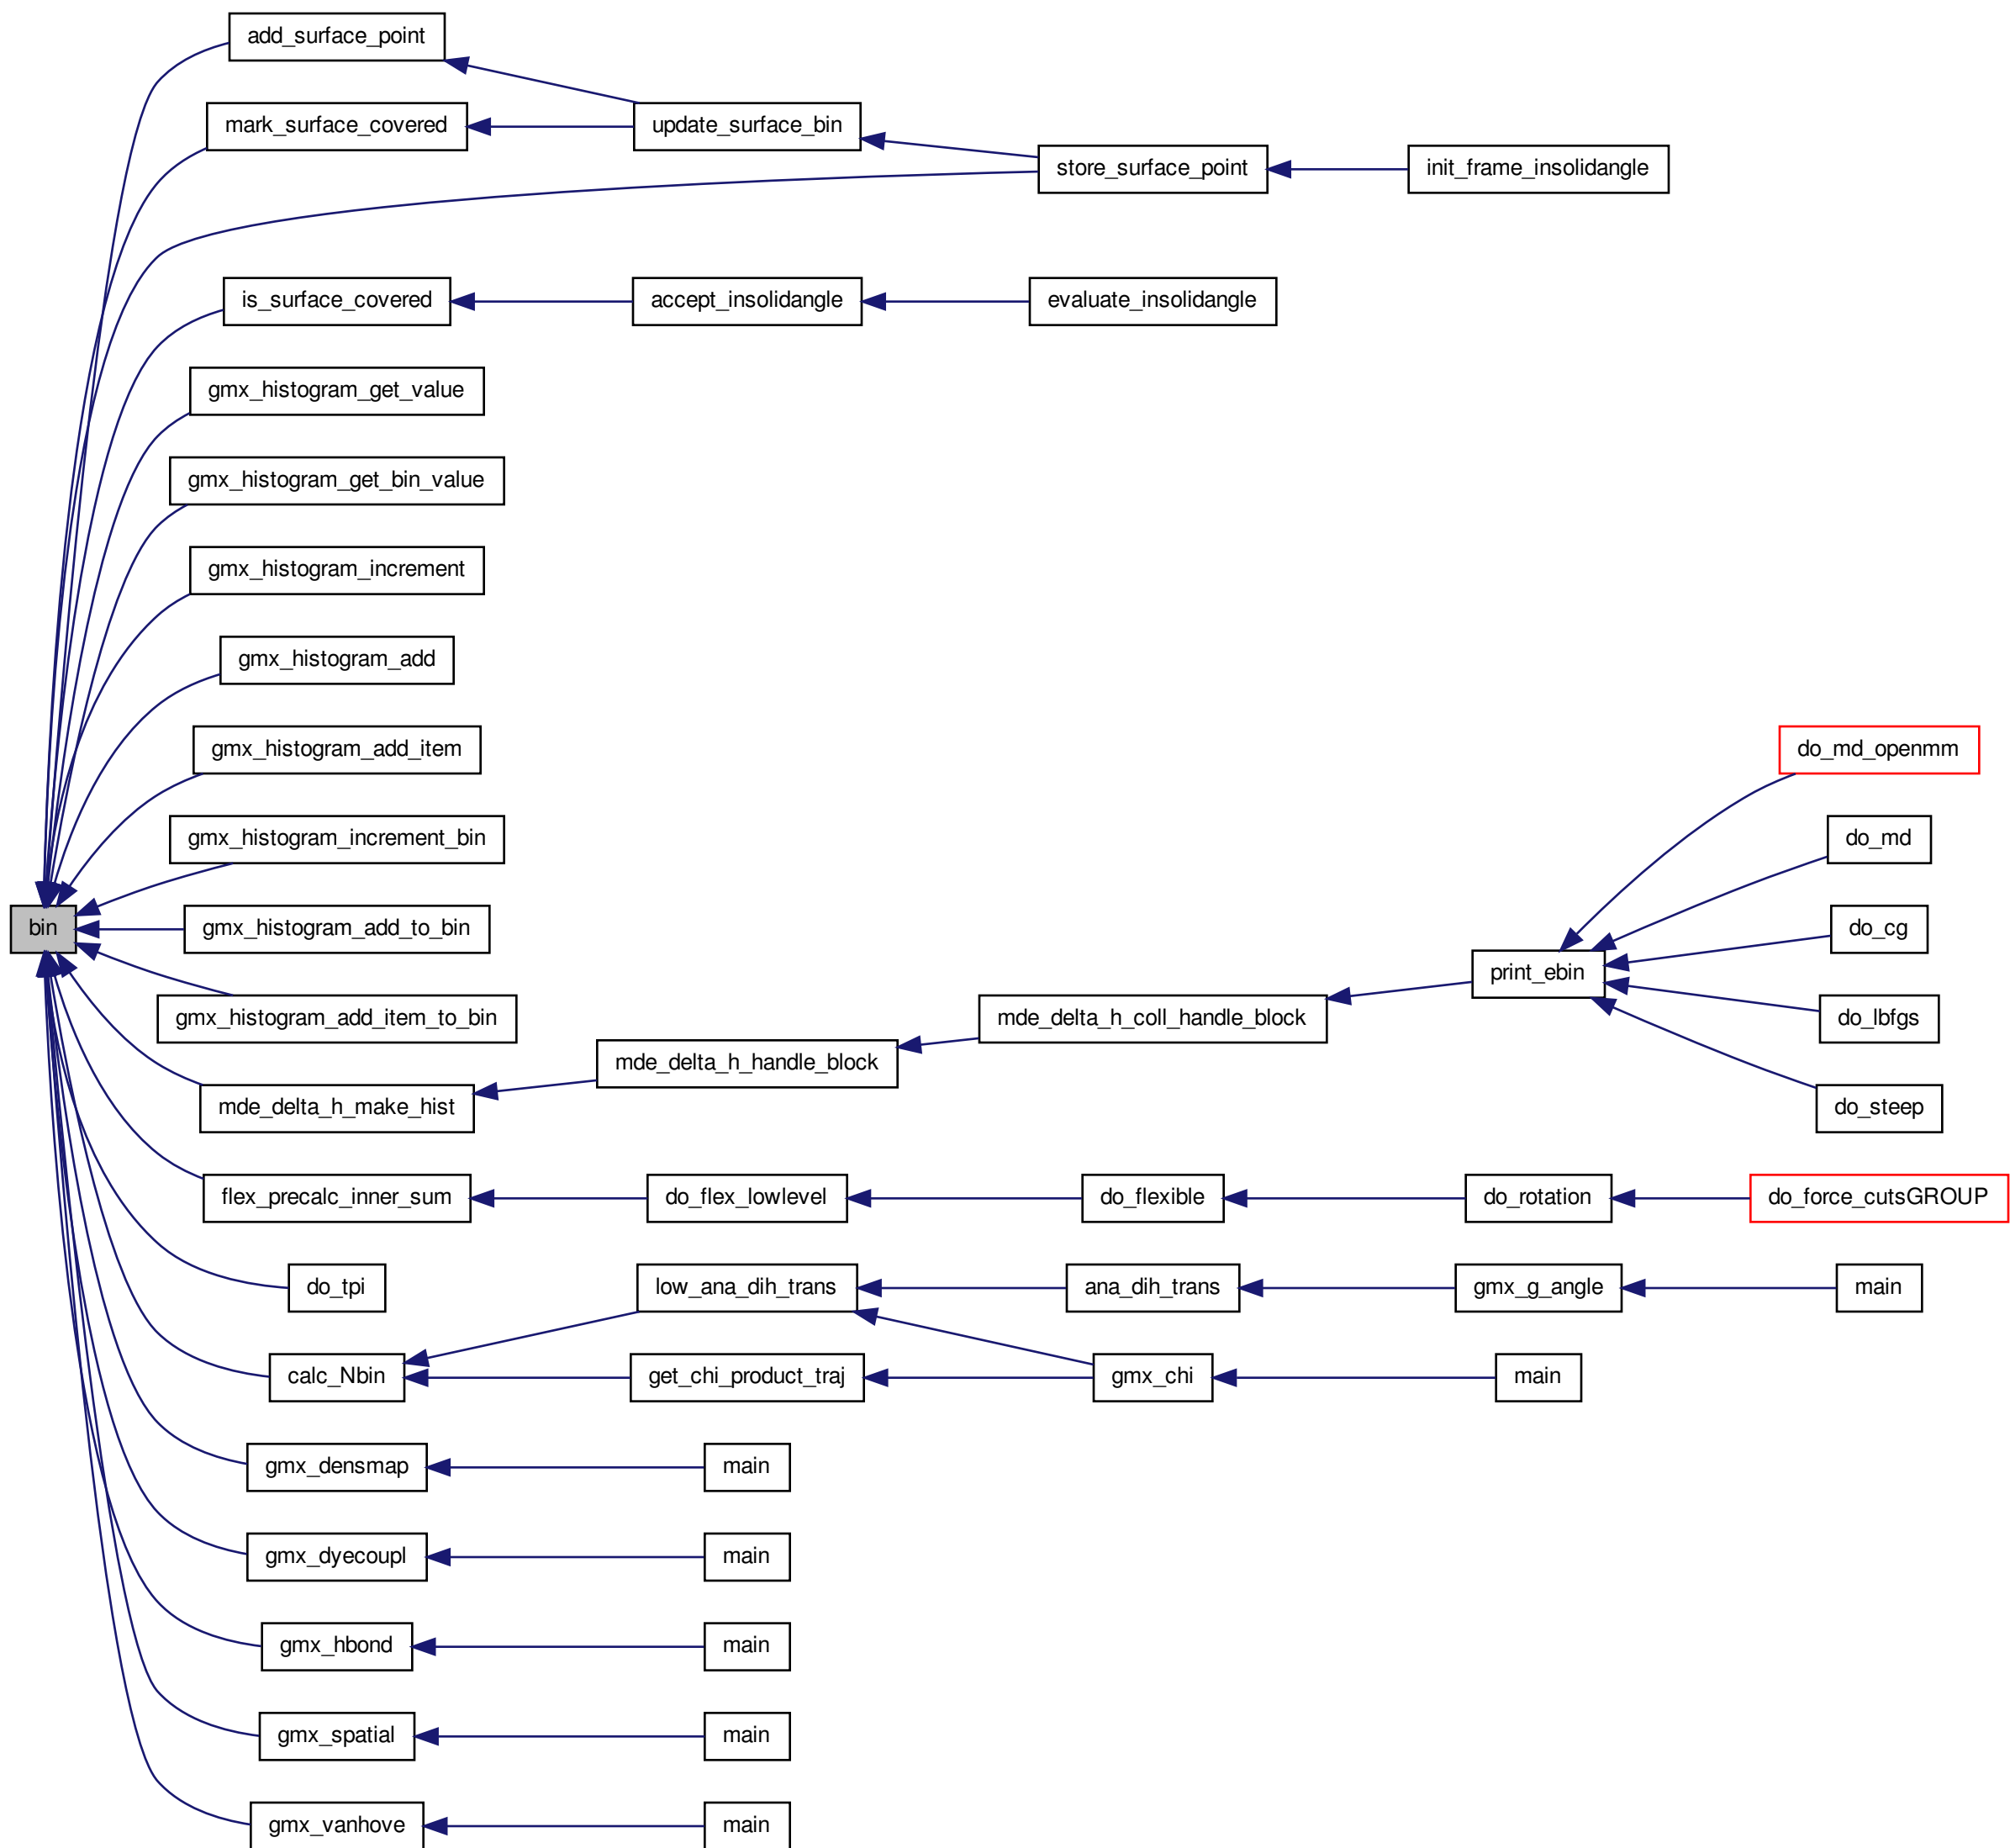 add_surface_point
mark_surface_covered
update_surface_bin
store_surface_point
init_frame_insolidangle
is_surface_covered
accept_insolidangle
evaluate_insolidangle
gmx_histogram_get_value
gmx_histogram_get_bin_value
gmx_histogram_increment
gmx_histogram_add
gmx_histogram_add_item
do_md_openmm
gmx_histogram_increment_bin
do_md
bin
gmx_histogram_add_to_bin
do_cg
print_ebin
gmx_histogram_add_item_to_bin
mde_delta_h_coll_handle_block
do_lbfgs
mde_delta_h_handle_block
mde_delta_h_make_hist
do_steep
flex_precalc_inner_sum
do_flex_lowlevel
do_flexible
do_rotation
do_force_cutsGROUP
do_tpi
low_ana_dih_trans
ana_dih_trans
gmx_g_angle
main
calc_Nbin
get_chi_product_traj
gmx_chi
main
gmx_densmap
main
gmx_dyecoupl
main
gmx_hbond
main
gmx_spatial
main
gmx_vanhove
main